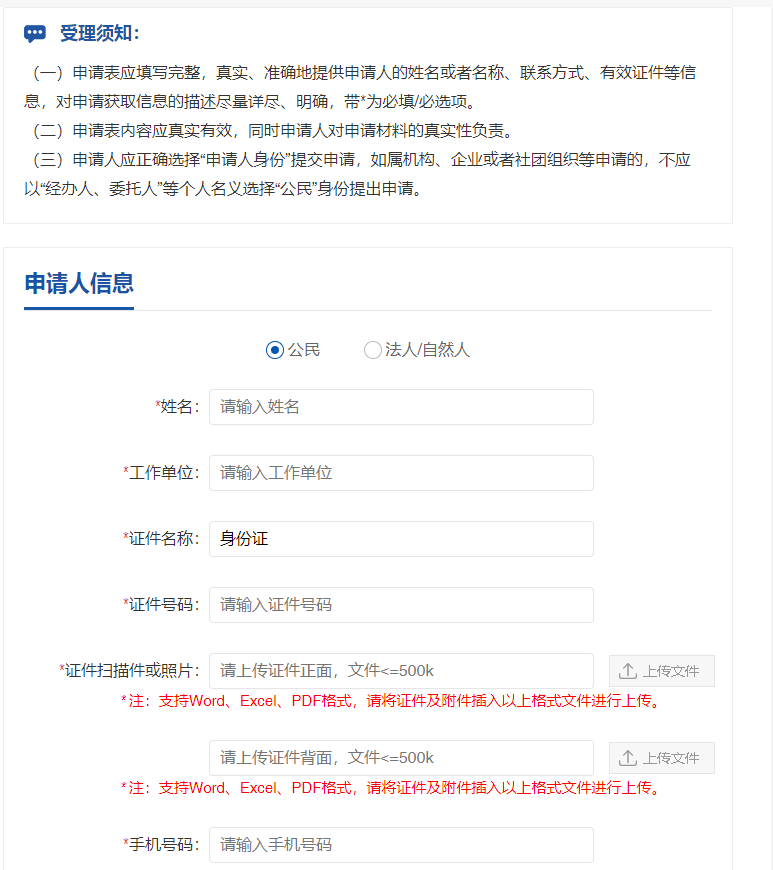 受理须知：
（一）申请表应填写完整，真实、准确地提供申请人的姓名或者名称、联系方式、有效证件等信
息，对申请获取信息的描述尽量详尽、明确，带*为必填/必选项。
（二）申请表内容应真实有效，同时申请人对申请材料的真实性负责。
（三）申请人应正确选择“申请人身份”提交申请，如属机构、企业或者社团组织等申请的，不应
以“经办人、委托人”等个人名义选择“公民”身份提出申请。
申请人信息
公民 法人/自然人
*姓名： 请输入姓名
*工作单位： 请输入工作单位
*证件名称： 身份证
*证件号码： 请输入证件号码
*证件扫描件或照片： 请上传证件正面，文件<=500k 上传文件
*注：支持Word、Excel、PDF格式，请将证件及附件插入以上格式文件进行上传。
请上传证件背面，文件<=500k 上传文件
*注：支持Word、Excel、PDF格式，请将证件及附件插入以上格式文件进行上传。
*手机号码： 请输入手机号码